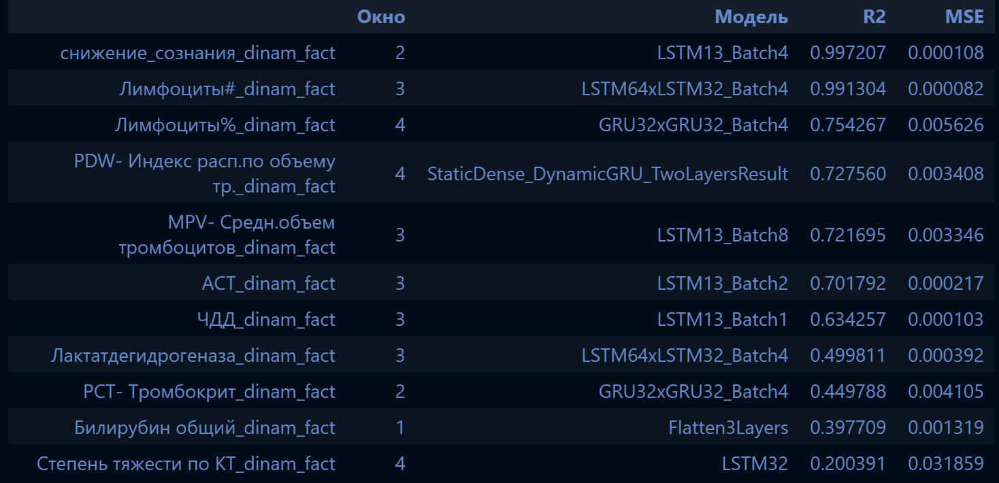 Окно Модель R2 MSE
снижение_сознания_dinam_fact 2 LSTM13_Batch4 0.997207 0.000108
Лимфоциты#_dinam_fact 3 LSTM64xLSTM32_Batch4 0.991304 0.000082
Лимфоциты%_dinam_fact 4 GRU32xGRU32_Batch4 0.754267 0.005626
PDW- Индекс расп.по объему
тр._dinam_fact 4 StaticDense_DynamicGRU_TwoLayersResult 0.727560 0.003408
MPV- Средн.объем
тромбоцитов_dinam_fact 3 LSTM13_Batch8 0.721695 0.003346
АСТ_dinam_fact 3 LSTM13_Batch2 0.701792 0.000217
ЧДД_dinam_fact 3 LSTM13_Batch1 0.634257 0.000103
Лактатдегидрогеназа_dinam_fact 3 LSTM64xLSTM32_Batch4 0.499811 0.000392
PCT- Тромбокрит_dinam_fact 2 GRU32xGRU32_Batch4 0.449788 0.004105
Билирубин общий_dinam_fact 1 Flatten3Layers 0.397709 0.001319
Степень тяжести по КТ_dinam_fact 4 LSTM32 0.200391 0.031859